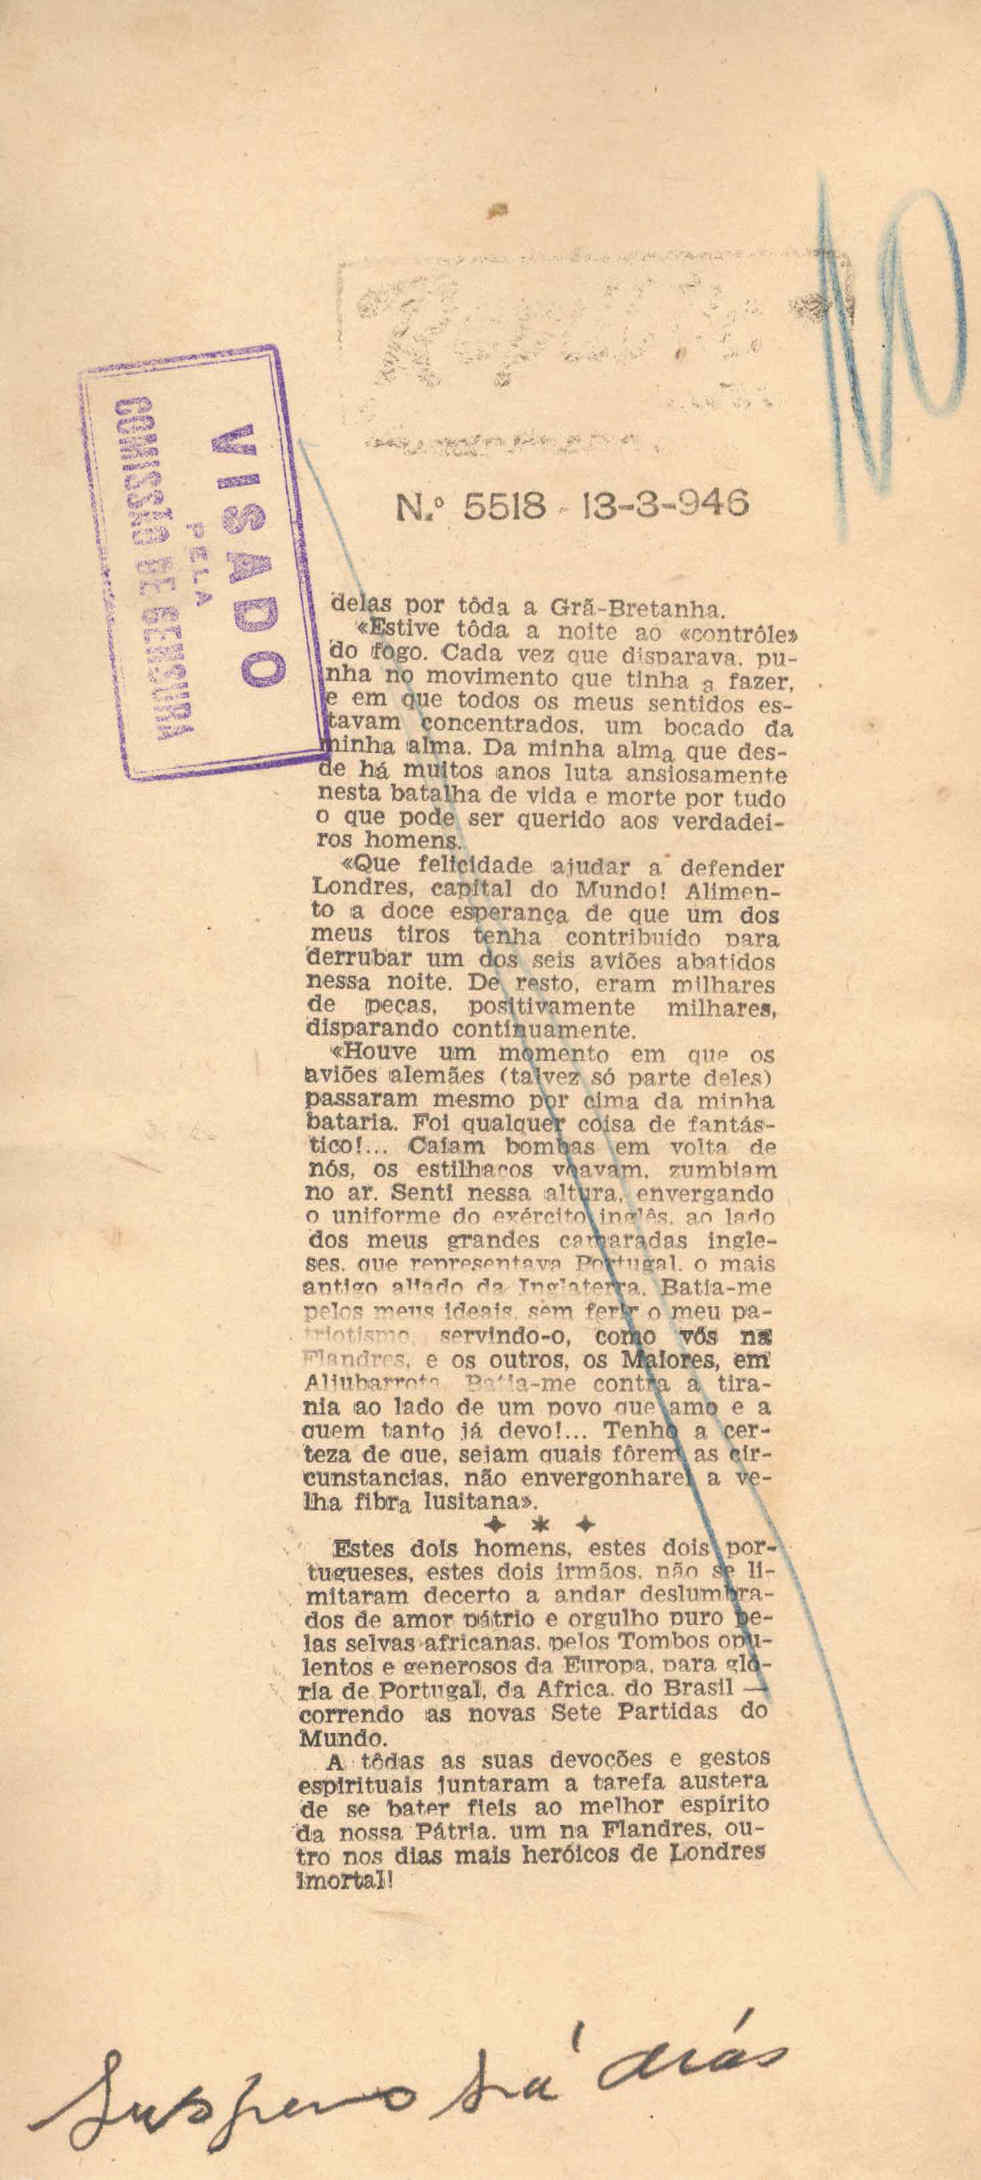 República
VISADO
PELA
COMISSÃO DE CENSURA
N.º 5518 - 13-3-946
delas por tôda a Grã-Bretanha.
«Estive tôda a noite ao «contrôle»
do fogo. Cada vez que disparava, pu-
nha no movimento que tinha a fazer,
e em que todos os meus sentidos es-
tavam concentrados, um bocado da
minha alma. Da minha alma que des-
de há muitos anos luta ansiosamente
nesta batalha de vida e morte por tudo
o que pode ser querido aos verdadei-
ros homens.
«Que felicidade ajudar a defender
Londres, capital do Mundo! Alimen-
to a doce esperança de que um dos
meus tiros tenha contribuído para
derrubar um dos seis aviões abatidos
nessa noite. De resto, eram milhares
de peças, positivamente milhares,
disparando continuamente.
«Houve um momento em que os
aviões alemães (talvez só parte deles)
passaram mesmo por cima da minha
bataria. Foi qualquer coisa de fantás-
tico!... Caiam bombas em volta de
nós, os estilhaços voavam, zumbiam
no ar. Senti nessa altura, envergando
o uniforme do exército inglês, ao lado
dos meus grandes camaradas ingle-
ses, que representava Portugal, o mais
antigo aliado da Inglaterra. Batia-me
pelos meus ideais, sem ferir o meu pa-
triotismo, servindo-o, como vós na
Flandres, e os outros, os Maiores, em
Aljubarrota. Batia-me contra a tira-
nia ao lado de um povo que amo e a
quem tanto já devo!... Tenho a cer-
teza de que, sejam quais fôrem as cir-
cunstancias, não envergonharei a ve-
lha fibra lusitana».
✦ * ✦
Estes dois homens, estes dois por-
tugueses, estes dois irmãos, não se li-
mitaram decerto a andar deslumbra-
dos de amor pátrio e orgulho puro pe-
las selvas africanas, pelos Tombos opu-
lentos e generosos da Europa, para gló-
ria de Portugal, da Africa, do Brasil —
correndo as novas Sete Partidas do
Mundo.
A tôdas as suas devoções e gestos
espirituais juntaram a tarefa austera
de se bater fieis ao melhor espirito
da nossa Pátria, um na Flandres, ou-
tro nos dias mais heróicos de Londres
imortal!
Suspenso há dias